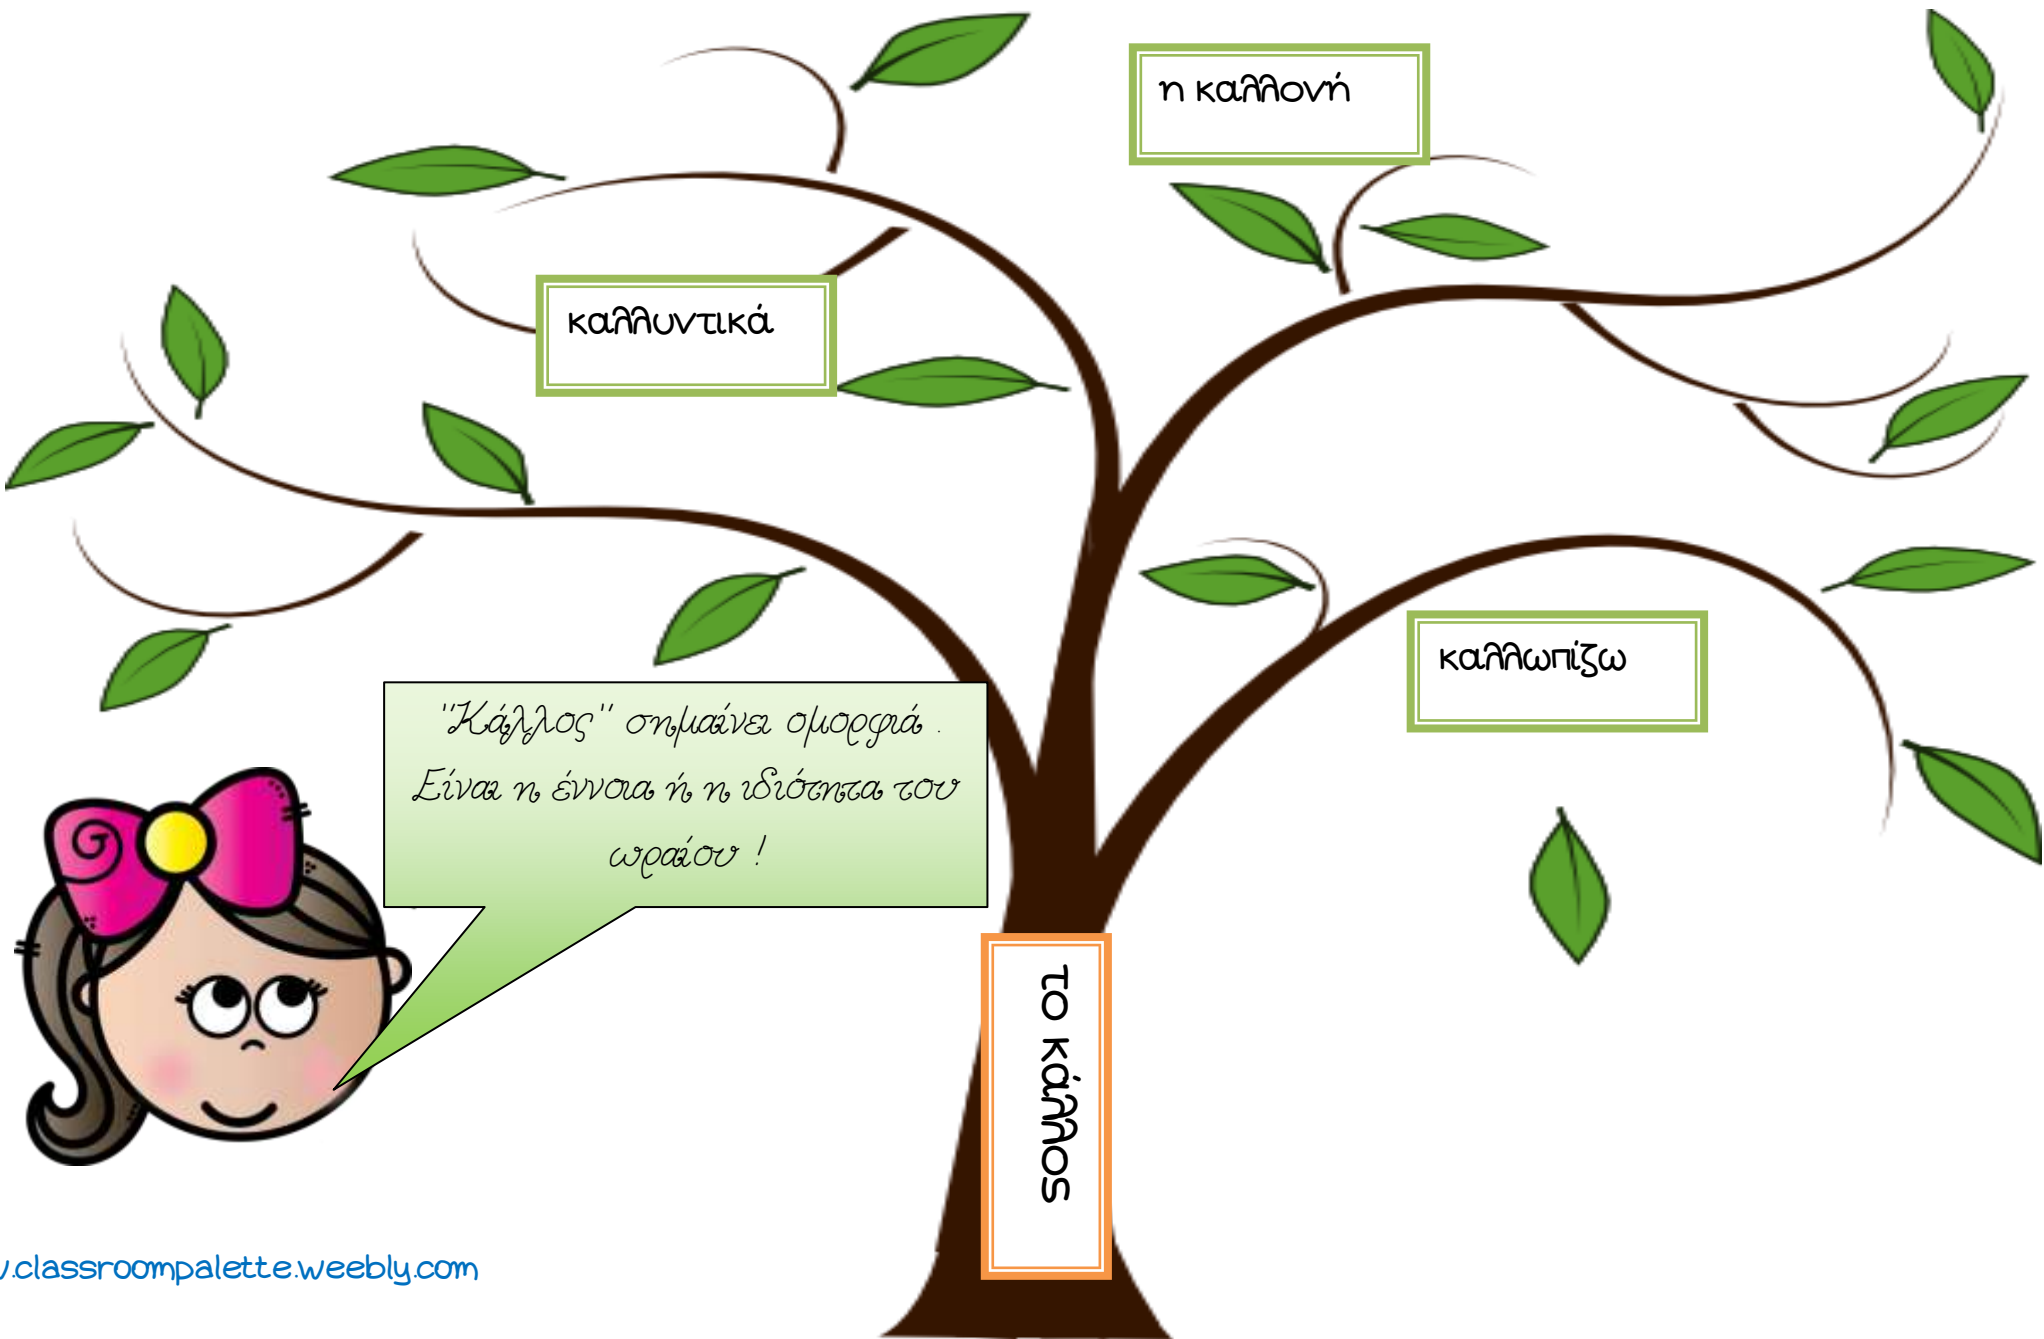 η καλλονή
καλλυντικά
καλλωπίζω
"Κάλλος" σημαίνει ομορφιά .
Είναι η έννοια ή η ιδιότητα του
ωραίου !
το κάλλος
.classroompalette.weebly.com